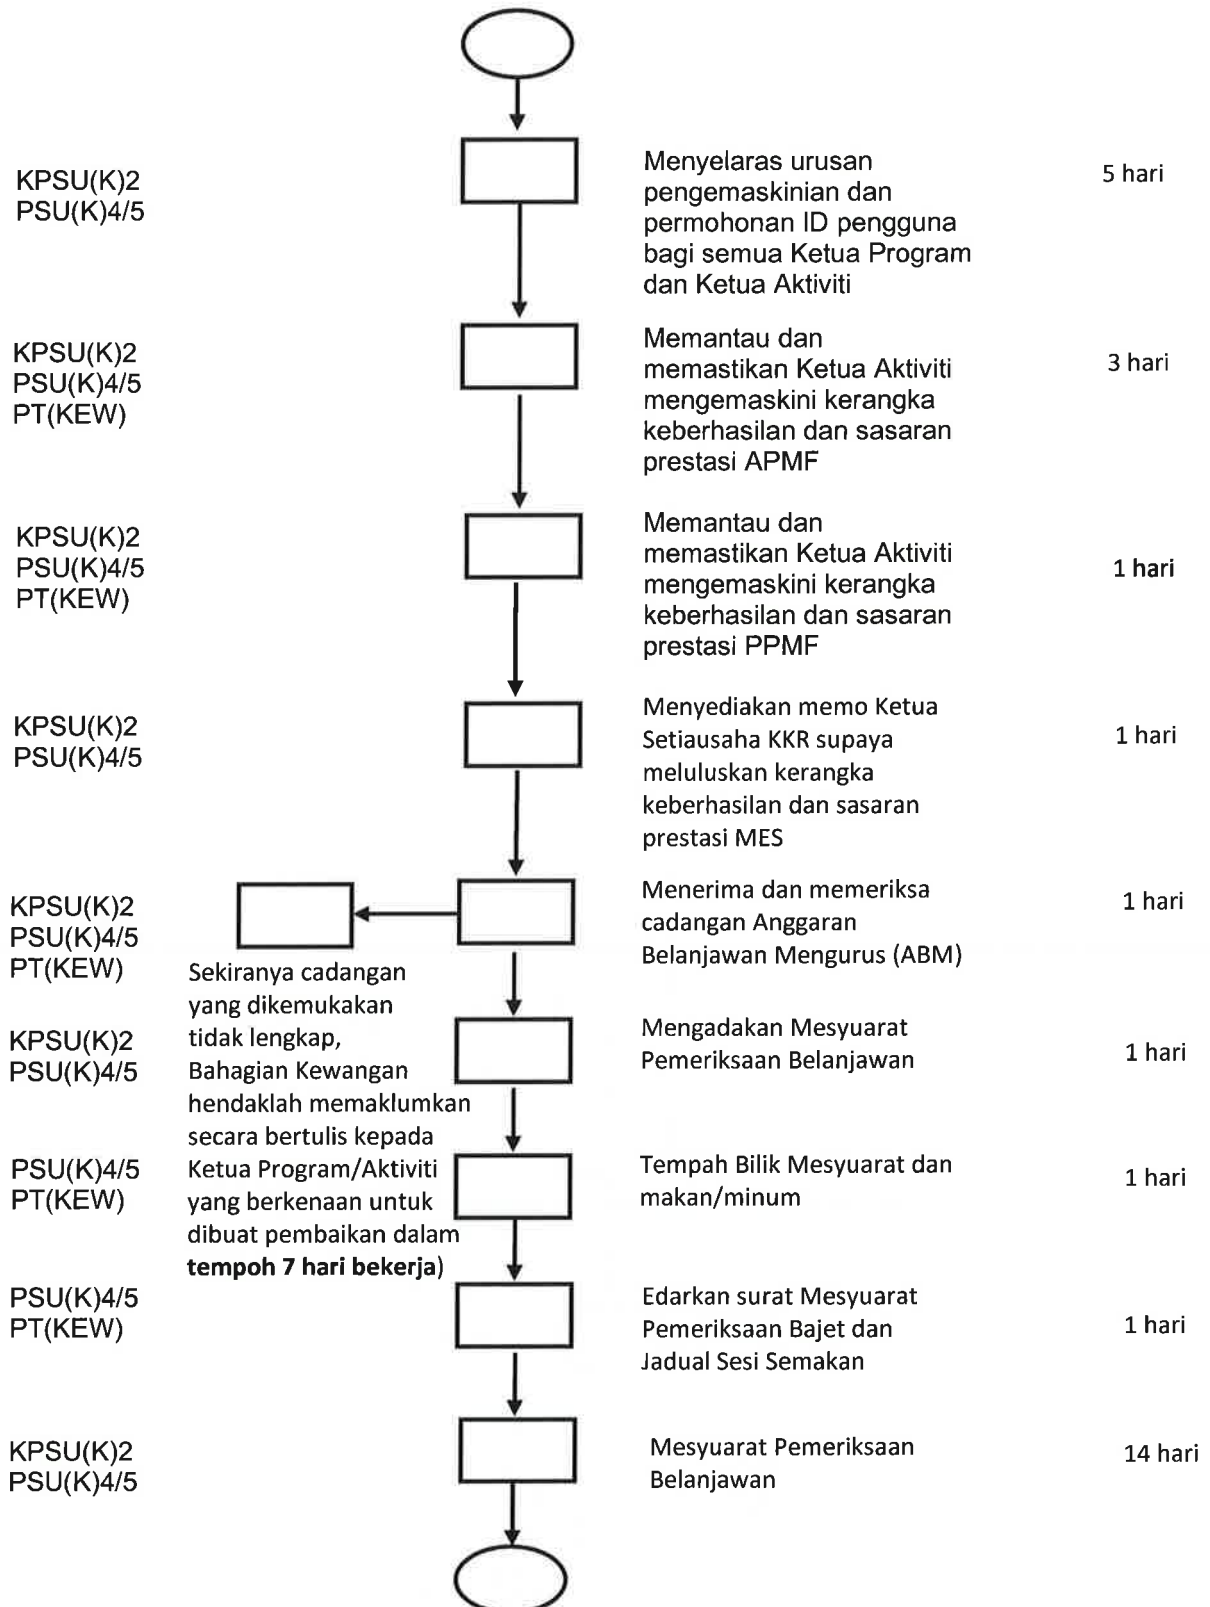 KPSU(K)2
PSU(K)4/5
Menyelaras urusan
pengemaskinian dan
permohonan ID pengguna
bagi semua Ketua Program
dan Ketua Aktiviti
5 hari
KPSU(K)2
PSU(K)4/5
PT(KEW)
Memantau dan
memastikan Ketua Aktiviti
mengemaskini kerangka
keberhasilan dan sasaran
prestasi APMF
3 hari
KPSU(K)2
PSU(K)4/5
PT(KEW)
Memantau dan
memastikan Ketua Aktiviti
mengemaskini kerangka
keberhasilan dan sasaran
prestasi PPMF
1 hari
KPSU(K)2
PSU(K)4/5
Menyediakan memo Ketua
Setiausaha KKR supaya
meluluskan kerangka
keberhasilan dan sasaran
prestasi MES
1 hari
KPSU(K)2
PSU(K)4/5
PT(KEW)
Menerima dan memeriksa
cadangan Anggaran
Belanjawan Mengurus (ABM)
1 hari
Sekiranya cadangan
yang dikemukakan
tidak lengkap,
Bahagian Kewangan
hendaklah memaklumkan
secara bertulis kepada
Ketua Program/Aktiviti
yang berkenaan untuk
dibuat pembaikan dalam
tempoh 7 hari bekerja)
KPSU(K)2
PSU(K)4/5
Mengadakan Mesyuarat
Pemeriksaan Belanjawan
1 hari
PSU(K)4/5
PT(KEW)
Tempah Bilik Mesyuarat dan
makan/minum
1 hari
PSU(K)4/5
PT(KEW)
Edarkan surat Mesyuarat
Pemeriksaan Bajet dan
Jadual Sesi Semakan
1 hari
KPSU(K)2
PSU(K)4/5
Mesyuarat Pemeriksaan
Belanjawan
14 hari